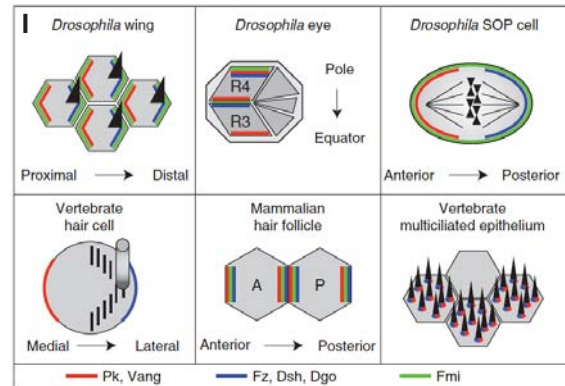 I
Drosophila wing
Proximal → Distal
Drosophila eye
R4
R3
Pole
Equator
Drosophila SOP cell
Anterior → Posterior
Vertebrate
hair cell
Medial → Lateral
Mammalian
hair follicle
A P
Anterior → Posterior
Vertebrate
multiciliated epithelium
Pk, Vang Fz, Dsh, Dgo Fmi